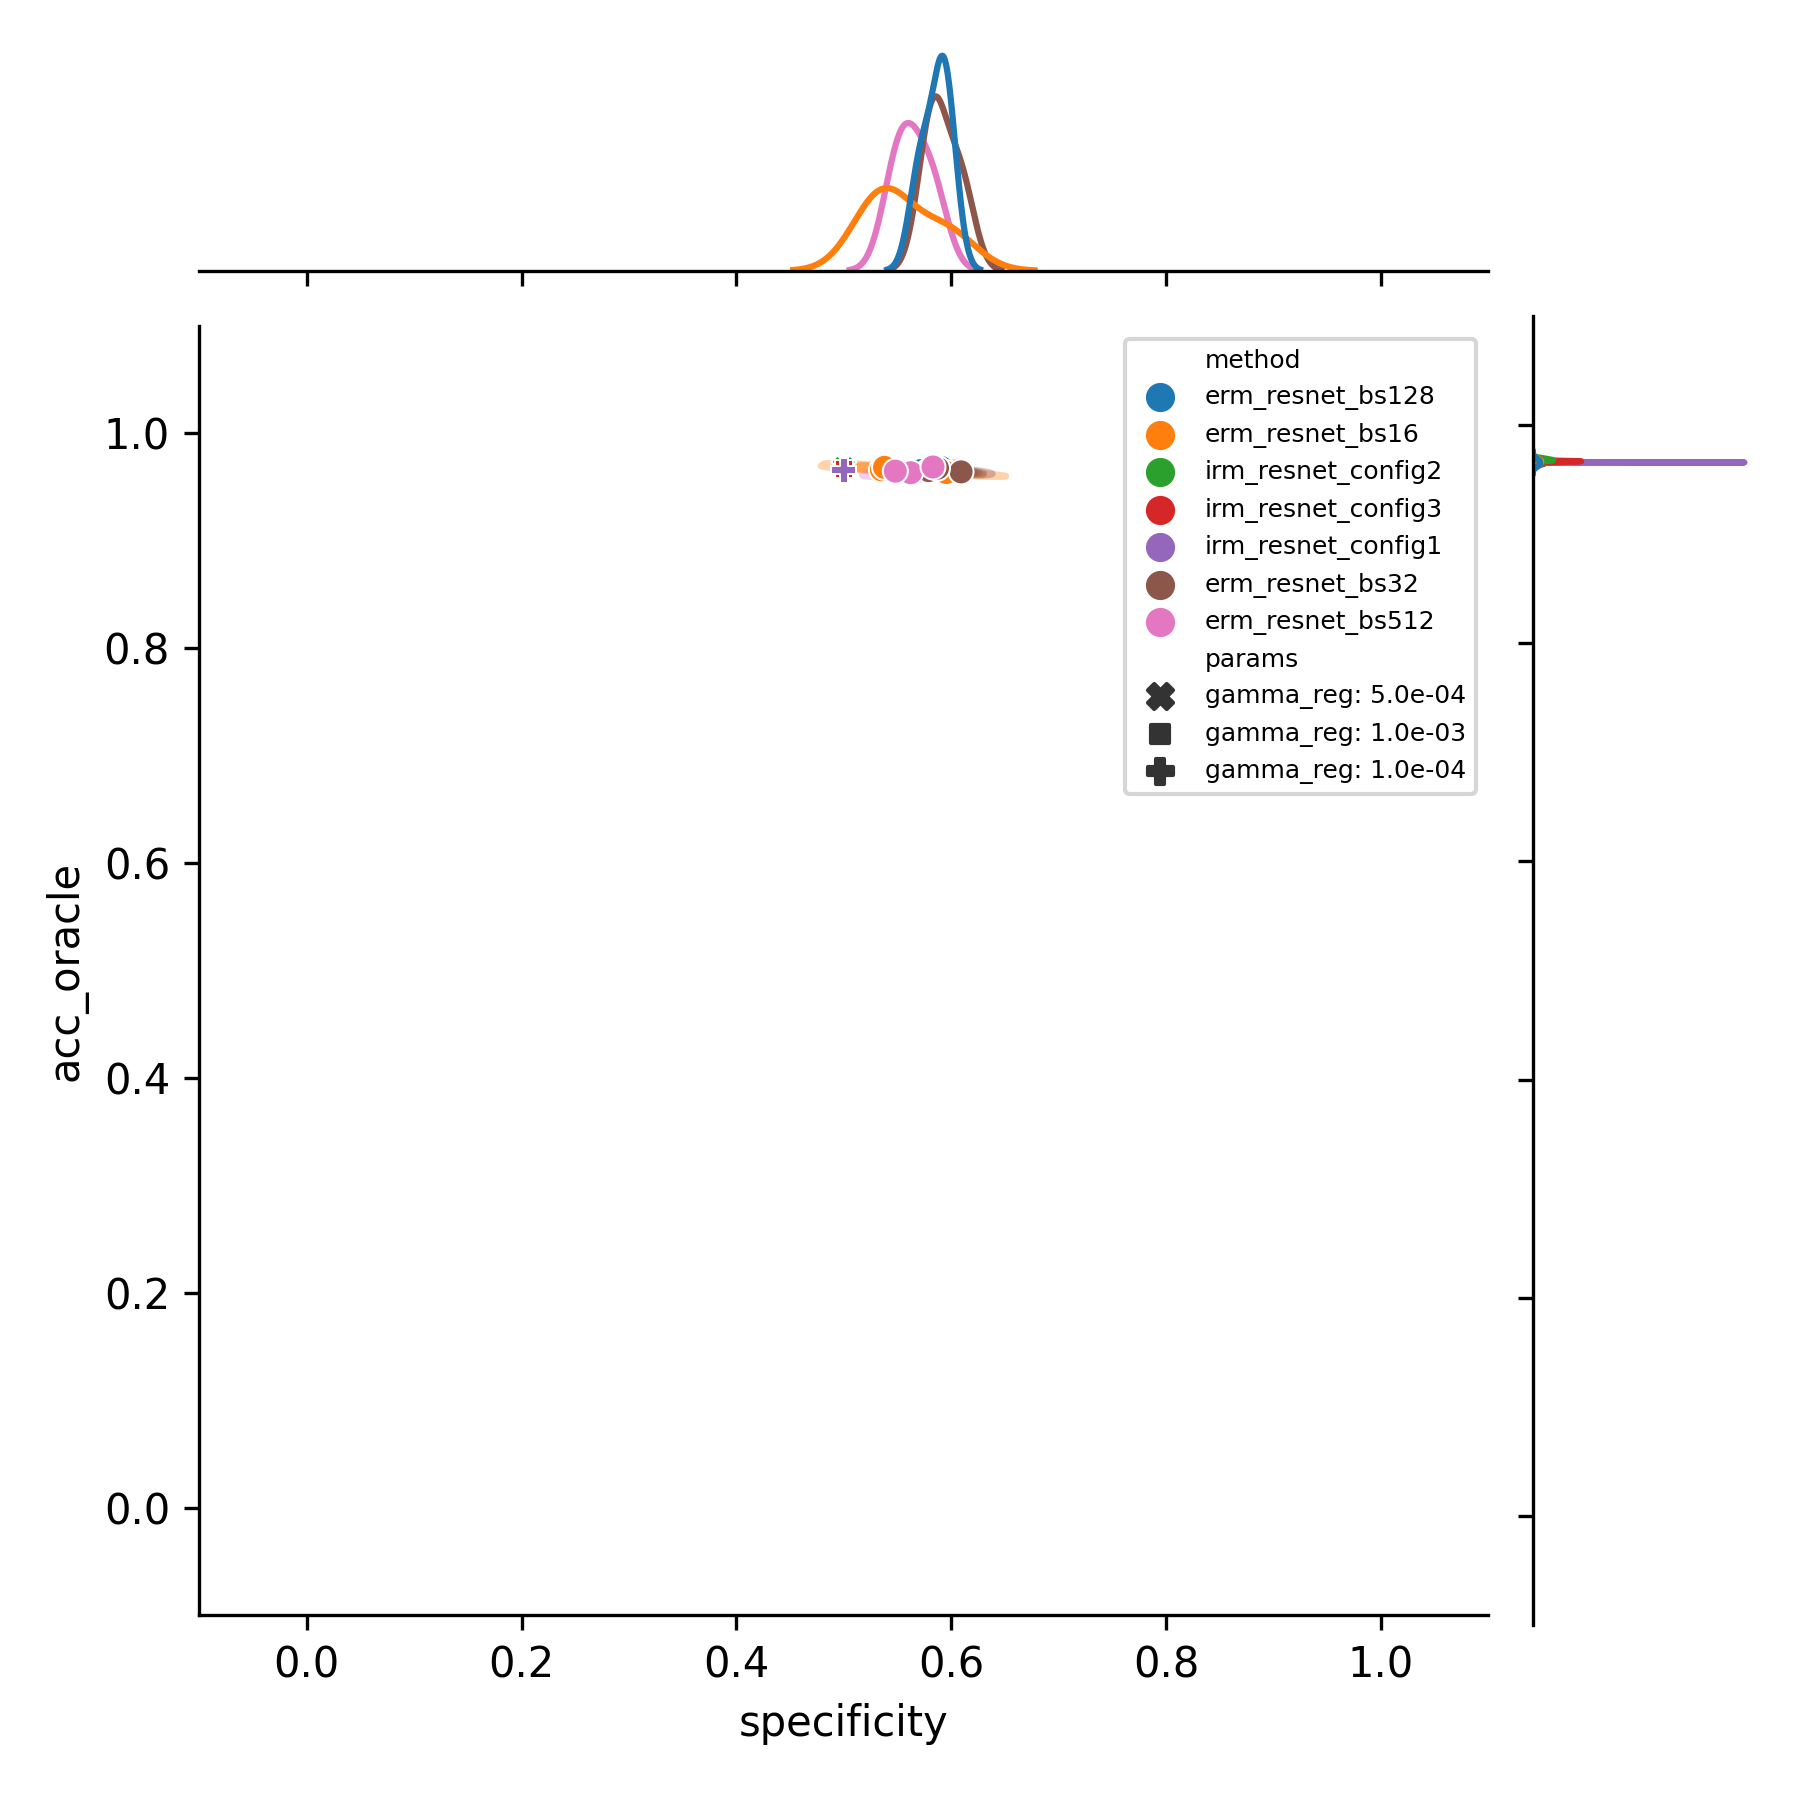 method
erm_resnet_bs128
erm_resnet_bs16
irm_resnet_config2
irm_resnet_config3
irm_resnet_config1
erm_resnet_bs32
erm_resnet_bs512
params
gamma_reg: 5.0e-04
gamma_reg: 1.0e-03
gamma_reg: 1.0e-04
1.0
0.8
0.6
0.4
0.2
0.0
acc_oracle
0.0 0.2 0.4 0.6 0.8 1.0
specificity